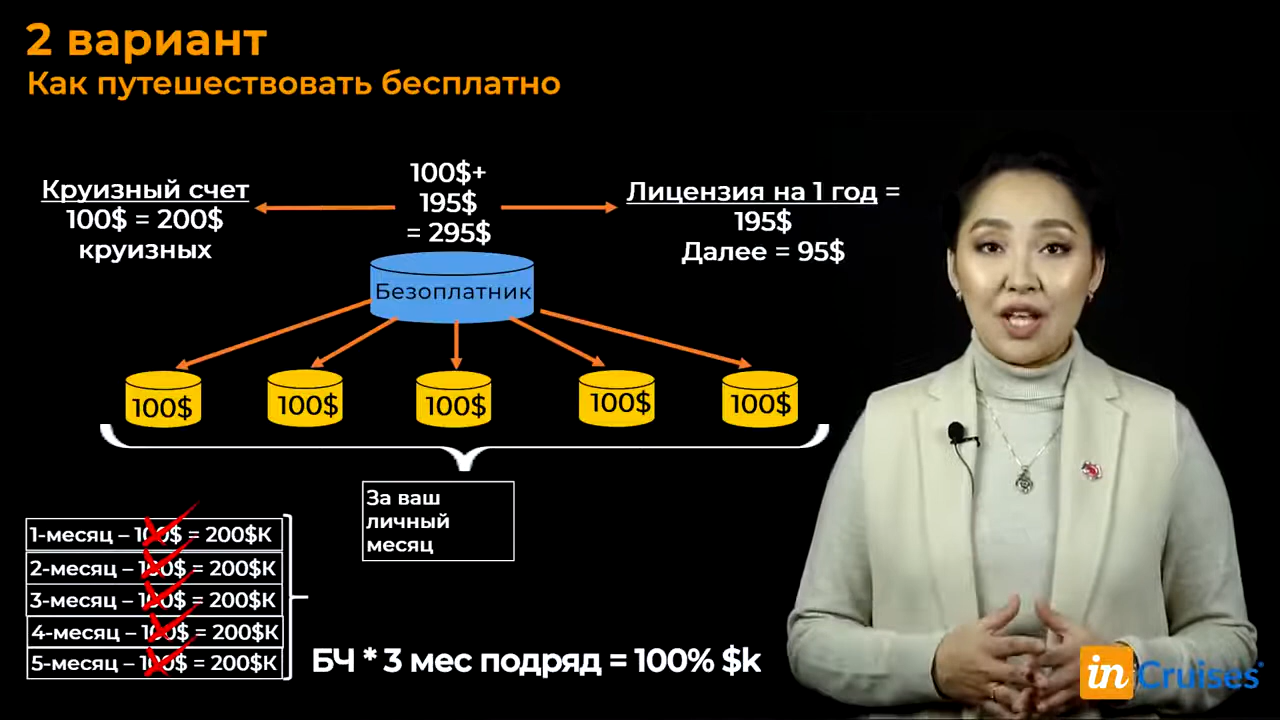 2 вариант
Как путешествовать бесплатно
Круизный счет
100$ = 200$
круизных
100$+
195$
= 295$
Лицензия на 1 год =
195$
Далее = 95$
Безоплатник
100$
100$
100$
100$
100$
За ваш
личный
месяц
1-месяц – 100$ = 200$К
2-месяц – 100$ = 200$К
3-месяц – 100$ = 200$К
4-месяц – 100$ = 200$К
5-месяц – 100$ = 200$К
БЧ * 3 мес подряд = 100% $k
inCruises